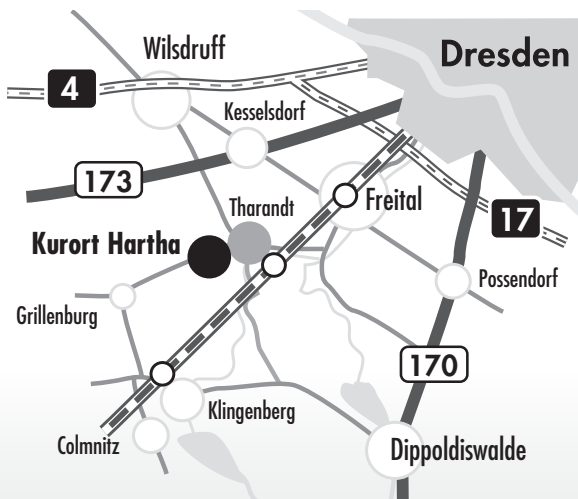 Wilsdruff
Dresden
4
Kesselsdorf
173
Freital
Tharandt
17
Kurort Hartha
Possendorf
Grillenburg
170
Klingenberg
Colmnitz
Dippoldiswalde